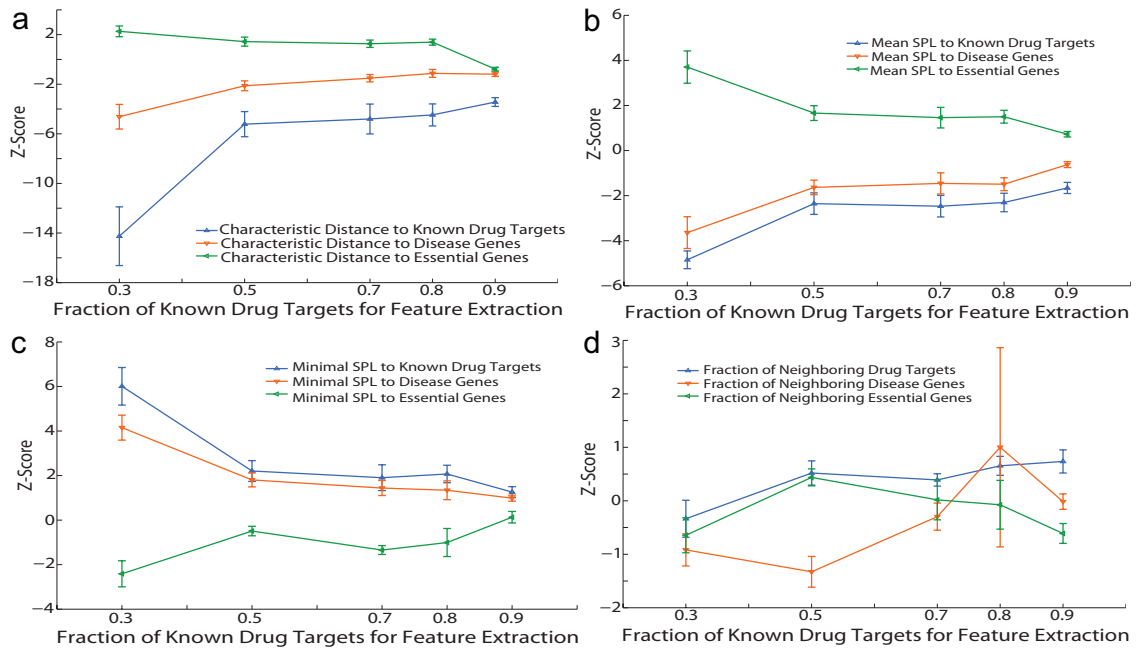 a
2
−2
−6
−10
−14
−18
Z-Score
Characteristic Distance to Known Drug Targets
Characteristic Distance to Disease Genes
Characteristic Distance to Essential Genes
0.3 0.5 0.7 0.8 0.9
Fraction of Known Drug Targets for Feature Extraction
b
6
4
2
0
−2
−4
−6
Z-Score
Mean SPL to Known Drug Targets
Mean SPL to Disease Genes
Mean SPL to Essential Genes
0.3 0.5 0.7 0.8 0.9
Fraction of Known Drug Targets for Feature Extraction
c
8
6
4
2
0
−2
4
Z-Score
Minimal SPL to Known Drug Targets
Minimal SPL to Disease Genes
Minimal SPL to Essential Genes
0.3 0.5 0.7 0.8 0.9
Fraction of Known Drug Targets for Feature Extraction
d
3
2
1
1
0
−1
−2
Z-Score
Fraction of Neighboring Drug Targets
Fraction of Neighboring Disease Genes
Fraction of Neighboring Essential Genes
0.3 0.5 0.7 0.8 0.9
Fraction of Known Drug Targets for Feature Extraction